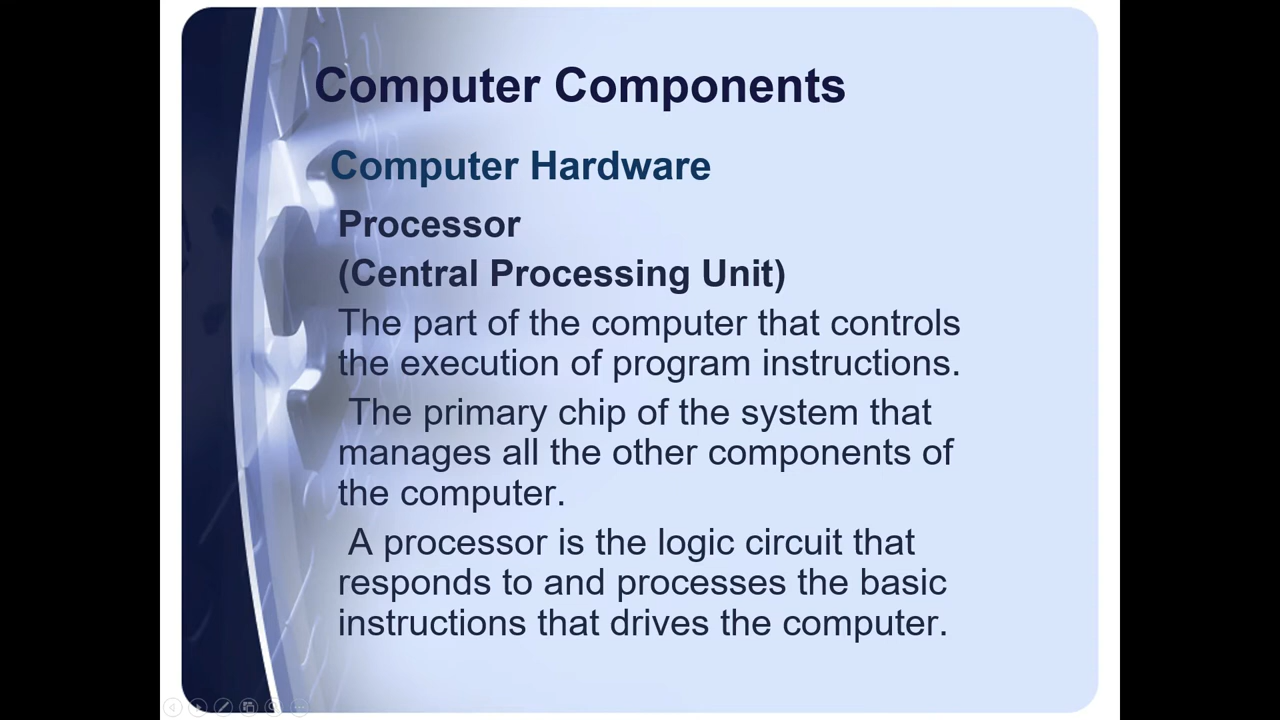 Computer Components
Computer Hardware
Processor
(Central Processing Unit)
The part of the computer that controls
the execution of program instructions.
The primary chip of the system that
manages all the other components of
the computer.
A processor is the logic circuit that
responds to and processes the basic
instructions that drives the computer.